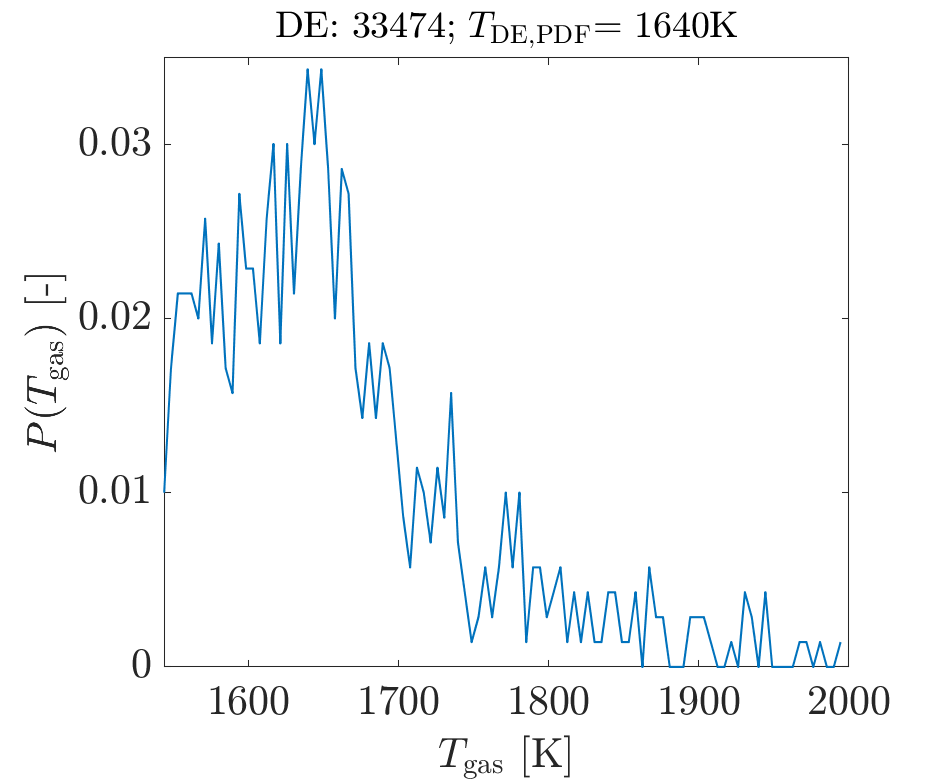 DE: 33474; T_DE,PDF= 1640K
P(T_gas) [-]
0.03
0.02
0.01
0
1600 1700 1800 1900 2000
T_gas [K]